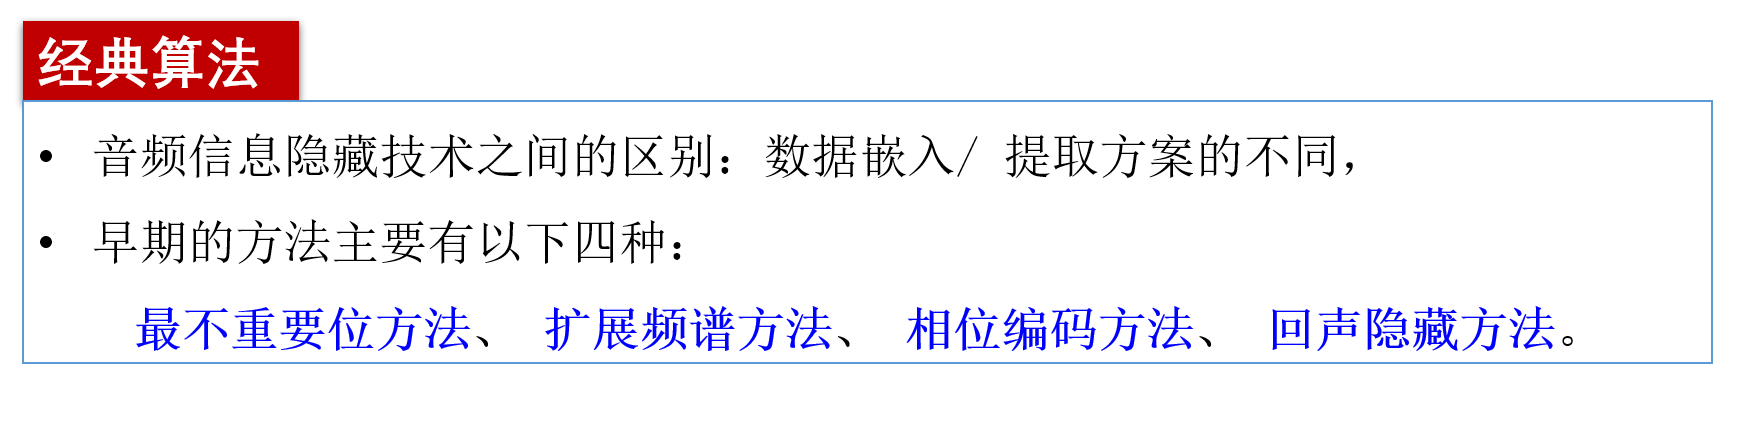 经典算法
• 音频信息隐藏技术之间的区别：数据嵌入/ 提取方案的不同，
• 早期的方法主要有以下四种：
最不重要位方法、 扩展频谱方法、 相位编码方法、 回声隐藏方法。